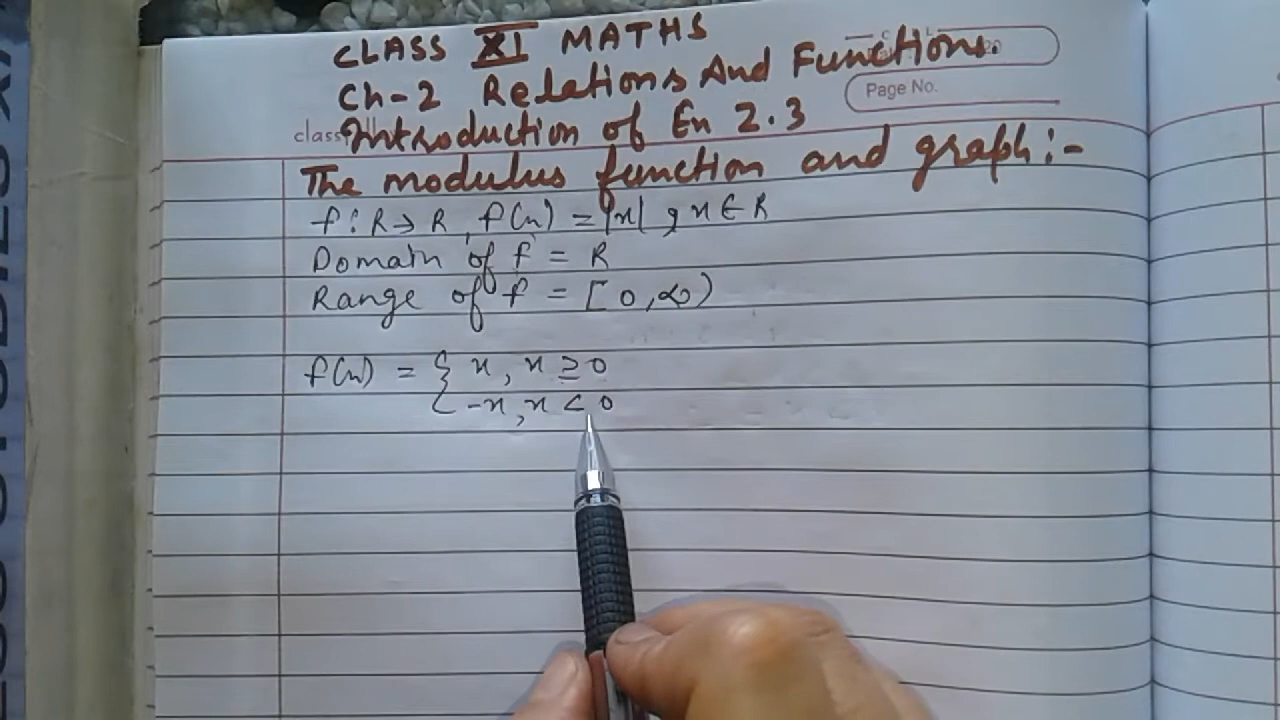 CLASS XI MATHS
Ch-2 Relations And Functions.
Page No.
class
Introduction of Ex 2.3
The modulus function and graph:-
f: R→R, f(x) = |x|, x ∈ R
Domain of f = R
Range of f = [0,∞)
f(x) = { x, x ≥ 0
-x, x < 0